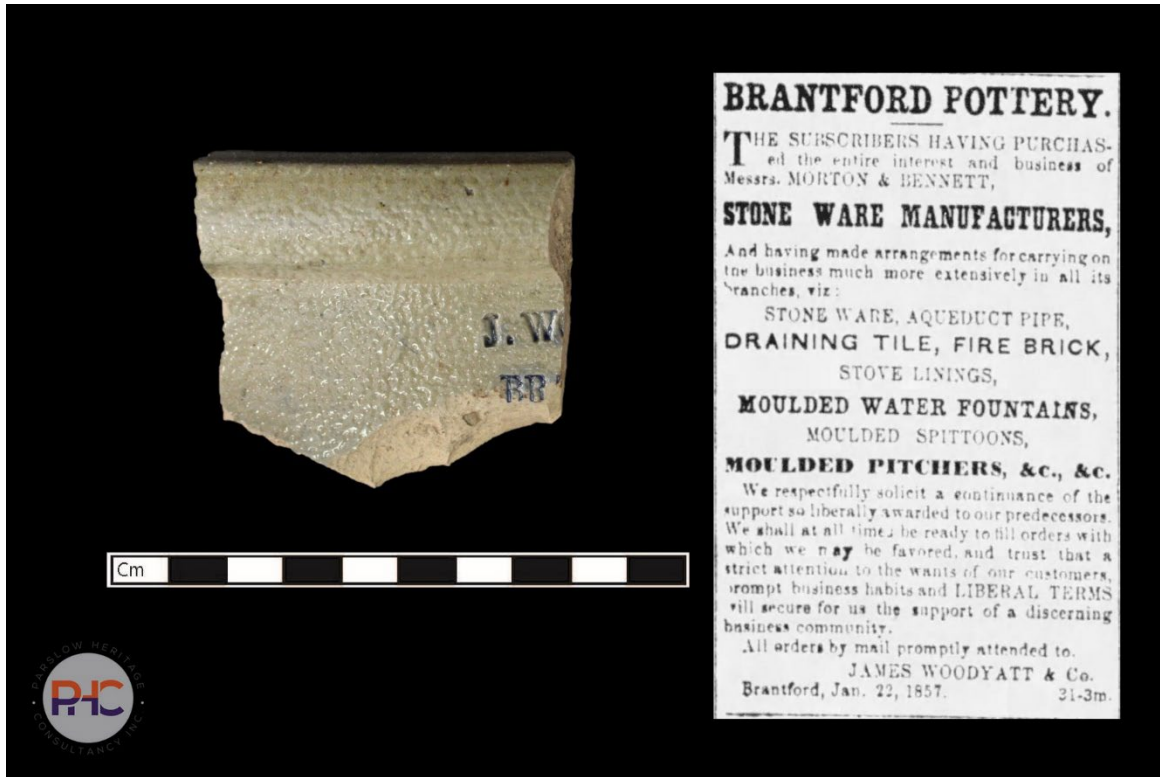 J. W
BR
Cm
PARSLOW HERITAGE
PHC
CONSULTANCY INC
BRANTFORD POTTERY.
THE SUBSCRIBERS HAVING PURCHAS-
ed the entire interest and business of
Messrs. MORTON & BENNETT,
STONE WARE MANUFACTURERS,
And having made arrangements for carrying on
the business much more extensively in all its
branches, viz:
STONE WARE, AQUEDUCT PIPE,
DRAINING TILE, FIRE BRICK,
STOVE LININGS,
MOULDED WATER FOUNTAINS,
MOULDED SPITTOONS,
MOULDED PITCHERS, &c., &c.
We respectfully solicit a continuance of the
support so liberally awarded to our predecessors.
We shall at all times be ready to fill orders with
which we may be favored, and trust that a
strict attention to the wants of our customers,
prompt business habits and LIBERAL TERMS
will secure for us the support of a discerning
business community.
All orders by mail promptly attended to.
JAMES WOODYATT & Co.
Brantford, Jan. 22, 1857. 31-3m.